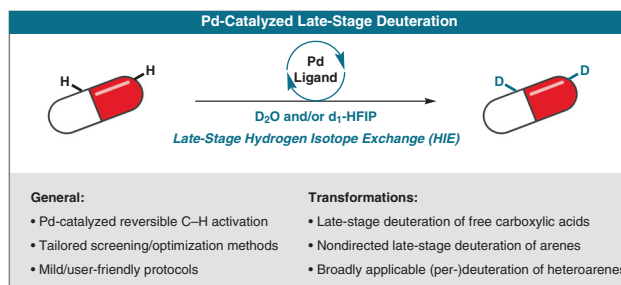 Pd-Catalyzed Late-Stage Deuteration
H
H
Pd
Ligand
D
D
D₂O and/or d₁-HFIP
Late-Stage Hydrogen Isotope Exchange (HIE)
General:
• Pd-catalyzed reversible C–H activation
• Tailored screening/optimization methods
• Mild/user-friendly protocols
Transformations:
• Late-stage deuteration of free carboxylic acids
• Nondirected late-stage deuteration of arenes
• Broadly applicable (per-)deuteration of heteroarenes